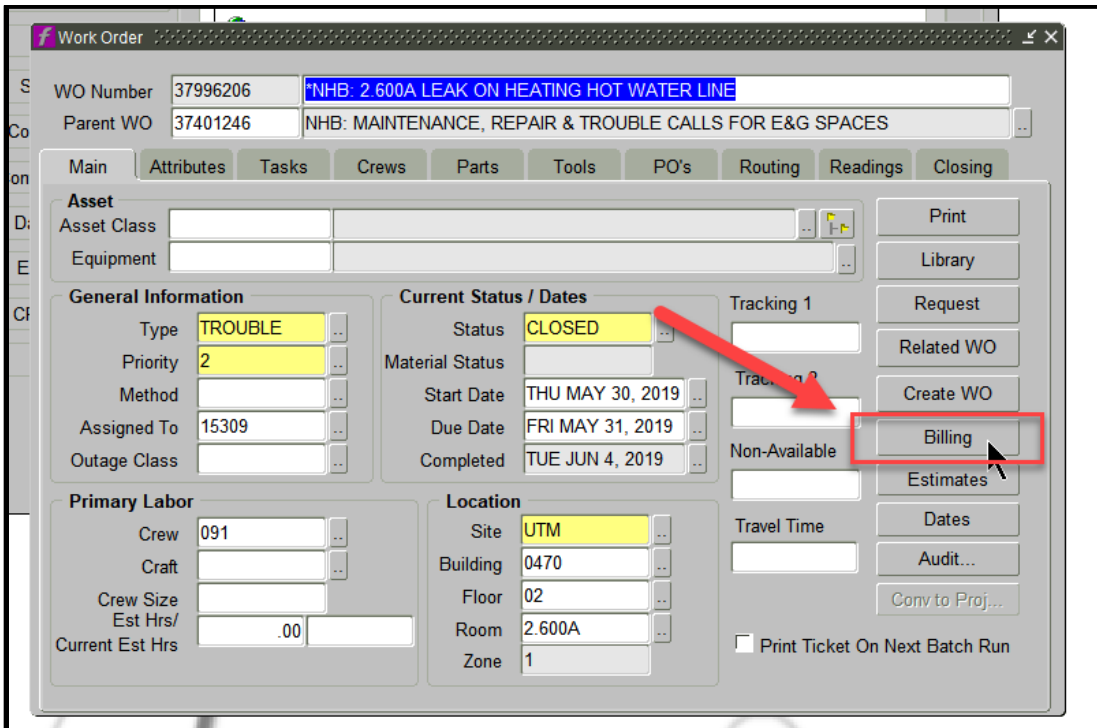 Work Order
WO Number 37996206 *NHB: 2.600A LEAK ON HEATING HOT WATER LINE
Parent WO 37401246 NHB: MAINTENANCE, REPAIR & TROUBLE CALLS FOR E&G SPACES ..
Main Attributes Tasks Crews Parts Tools PO's Routing Readings Closing
Asset
Asset Class ..
Equipment ..
Print
Library
General Information
Type TROUBLE ..
Priority 2 ..
Method ..
Assigned To 15309 ..
Outage Class ..
Current Status / Dates
Status CLOSED ..
Material Status
Start Date THU MAY 30, 2019 ..
Due Date FRI MAY 31, 2019 ..
Completed TUE JUN 4, 2019 ..
Tracking 1
Non-Available
Travel Time
Request
Related WO
Create WO
Billing
Estimates
Dates
Audit...
Conv to Proj...
Primary Labor
Crew 091 ..
Craft ..
Crew Size
Est Hrs/
Current Est Hrs .00
Location
Site UTM ..
Building 0470 ..
Floor 02 ..
Room 2.600A ..
Zone 1
Print Ticket On Next Batch Run